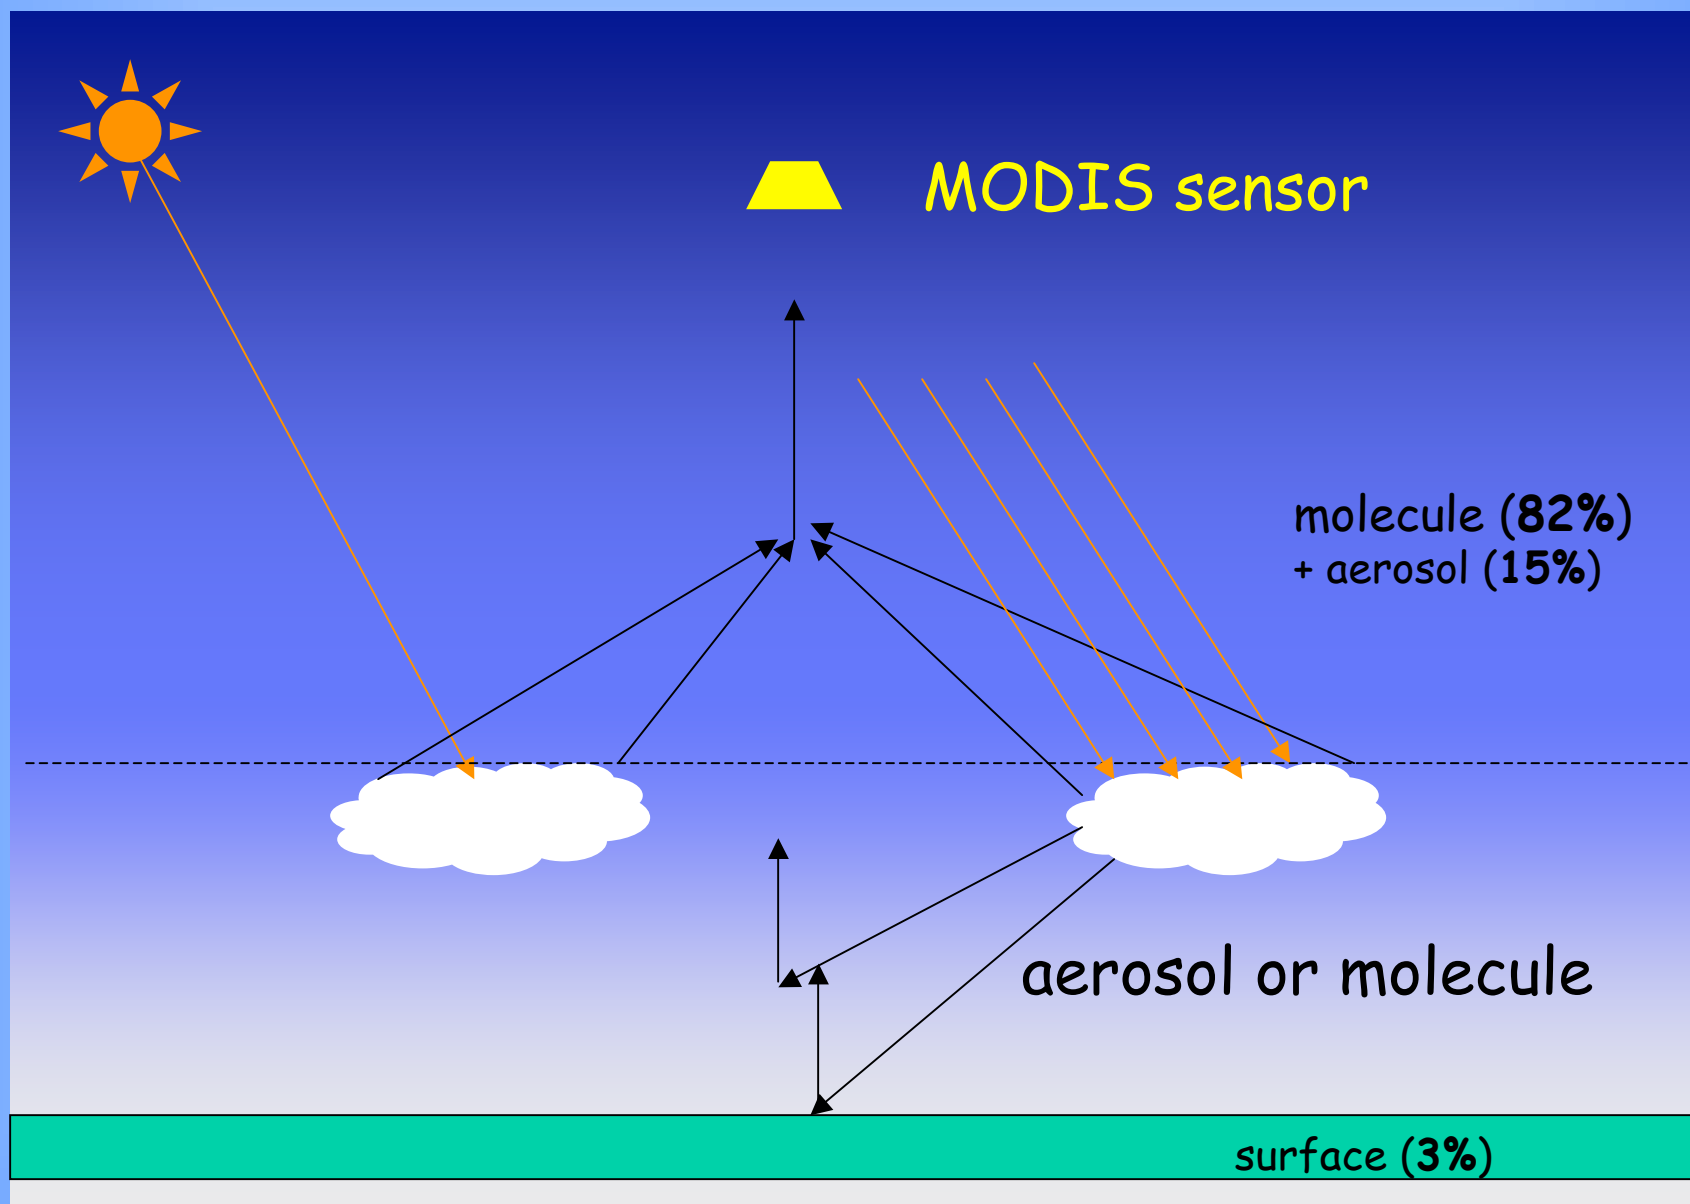 MODIS sensor
molecule (82%)
+ aerosol (15%)
aerosol or molecule
surface (3%)